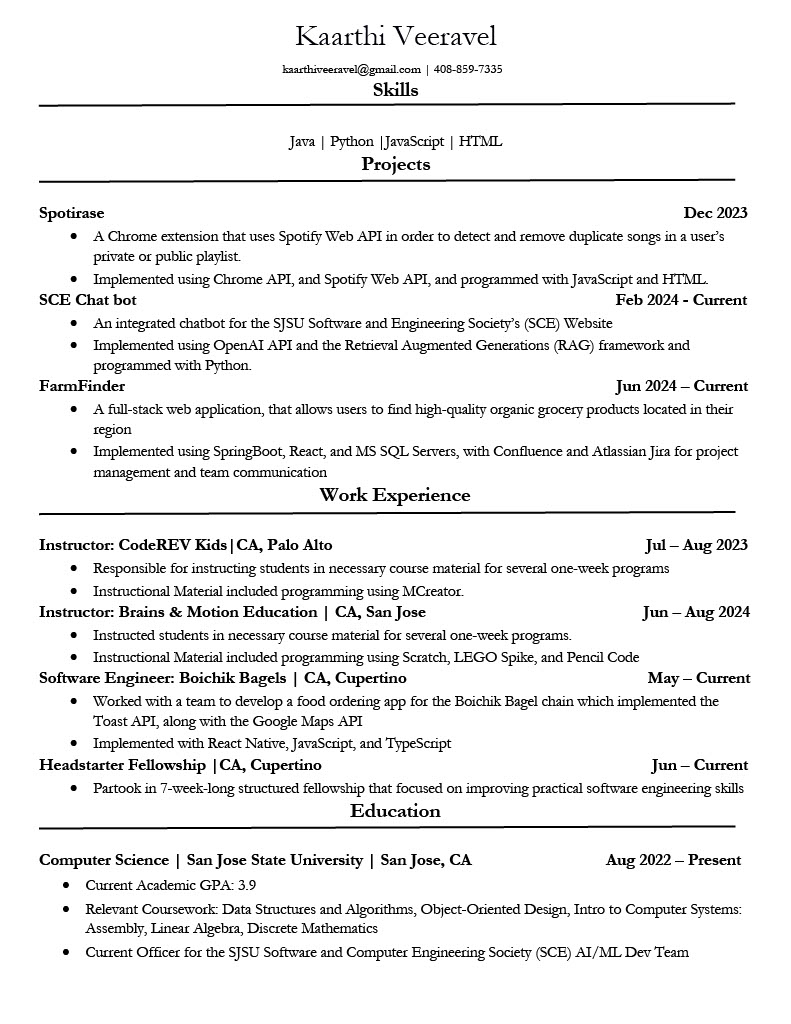 Kaarthi Veeravel
kaarthiveeravel@gmail.com | 408-859-7335
Skills
Java | Python |JavaScript | HTML
Projects
Spotirase Dec 2023
• A Chrome extension that uses Spotify Web API in order to detect and remove duplicate songs in a user’s
private or public playlist.
• Implemented using Chrome API, and Spotify Web API, and programmed with JavaScript and HTML.
SCE Chat bot Feb 2024 - Current
• An integrated chatbot for the SJSU Software and Engineering Society’s (SCE) Website
• Implemented using OpenAI API and the Retrieval Augmented Generations (RAG) framework and
programmed with Python.
FarmFinder Jun 2024 – Current
• A full-stack web application, that allows users to find high-quality organic grocery products located in their
region
• Implemented using SpringBoot, React, and MS SQL Servers, with Confluence and Atlassian Jira for project
management and team communication
Work Experience
Instructor: CodeREV Kids|CA, Palo Alto Jul – Aug 2023
• Responsible for instructing students in necessary course material for several one-week programs
• Instructional Material included programming using MCreator.
Instructor: Brains & Motion Education | CA, San Jose Jun – Aug 2024
• Instructed students in necessary course material for several one-week programs.
• Instructional Material included programming using Scratch, LEGO Spike, and Pencil Code
Software Engineer: Boichik Bagels | CA, Cupertino May – Current
• Worked with a team to develop a food ordering app for the Boichik Bagel chain which implemented the
Toast API, along with the Google Maps API
• Implemented with React Native, JavaScript, and TypeScript
Headstarter Fellowship |CA, Cupertino Jun – Current
• Partook in 7-week-long structured fellowship that focused on improving practical software engineering skills
Education
Computer Science | San Jose State University | San Jose, CA Aug 2022 – Present
• Current Academic GPA: 3.9
• Relevant Coursework: Data Structures and Algorithms, Object-Oriented Design, Intro to Computer Systems:
Assembly, Linear Algebra, Discrete Mathematics
• Current Officer for the SJSU Software and Computer Engineering Society (SCE) AI/ML Dev Team